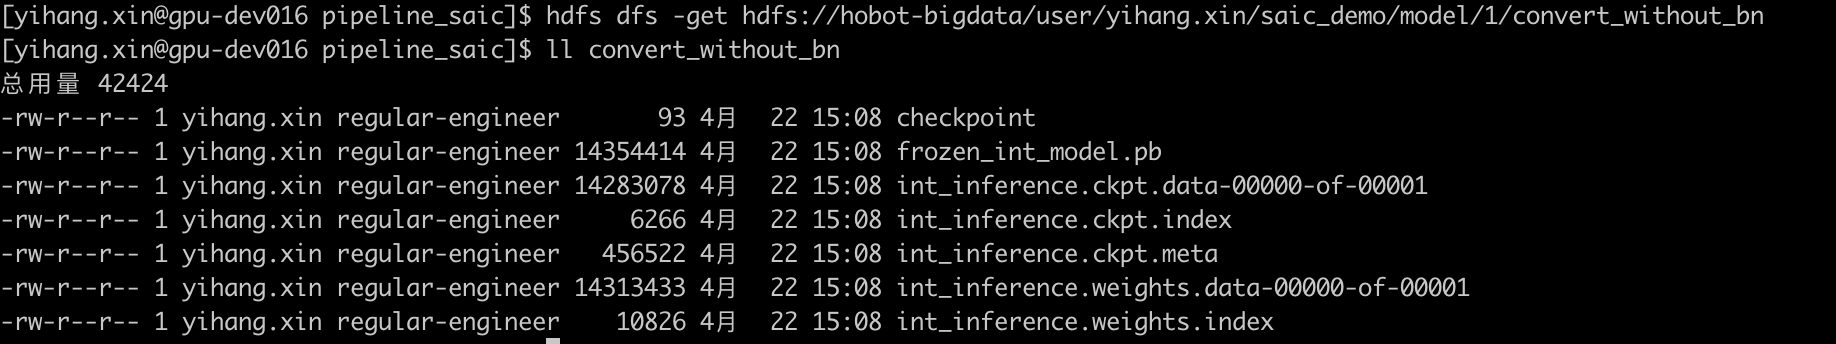 [yihang.xin@gpu-dev016 pipeline_saic]$ hdfs dfs -get hdfs://hobot-bigdata/user/yihang.xin/saic_demo/model/1/convert_without_bn
[yihang.xin@gpu-dev016 pipeline_saic]$ ll convert_without_bn
总用量 42424
-rw-r--r-- 1 yihang.xin regular-engineer       93 4月  22 15:08 checkpoint
-rw-r--r-- 1 yihang.xin regular-engineer 14354414 4月  22 15:08 frozen_int_model.pb
-rw-r--r-- 1 yihang.xin regular-engineer 14283078 4月  22 15:08 int_inference.ckpt.data-00000-of-00001
-rw-r--r-- 1 yihang.xin regular-engineer     6266 4月  22 15:08 int_inference.ckpt.index
-rw-r--r-- 1 yihang.xin regular-engineer   456522 4月  22 15:08 int_inference.ckpt.meta
-rw-r--r-- 1 yihang.xin regular-engineer 14313433 4月  22 15:08 int_inference.weights.data-00000-of-00001
-rw-r--r-- 1 yihang.xin regular-engineer    10826 4月  22 15:08 int_inference.weights.index